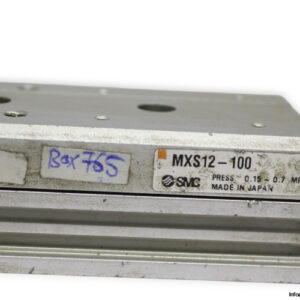 Box 765
MXS12-100
SMC PRESS 0.15-0.7 MP
MADE IN JAPAN